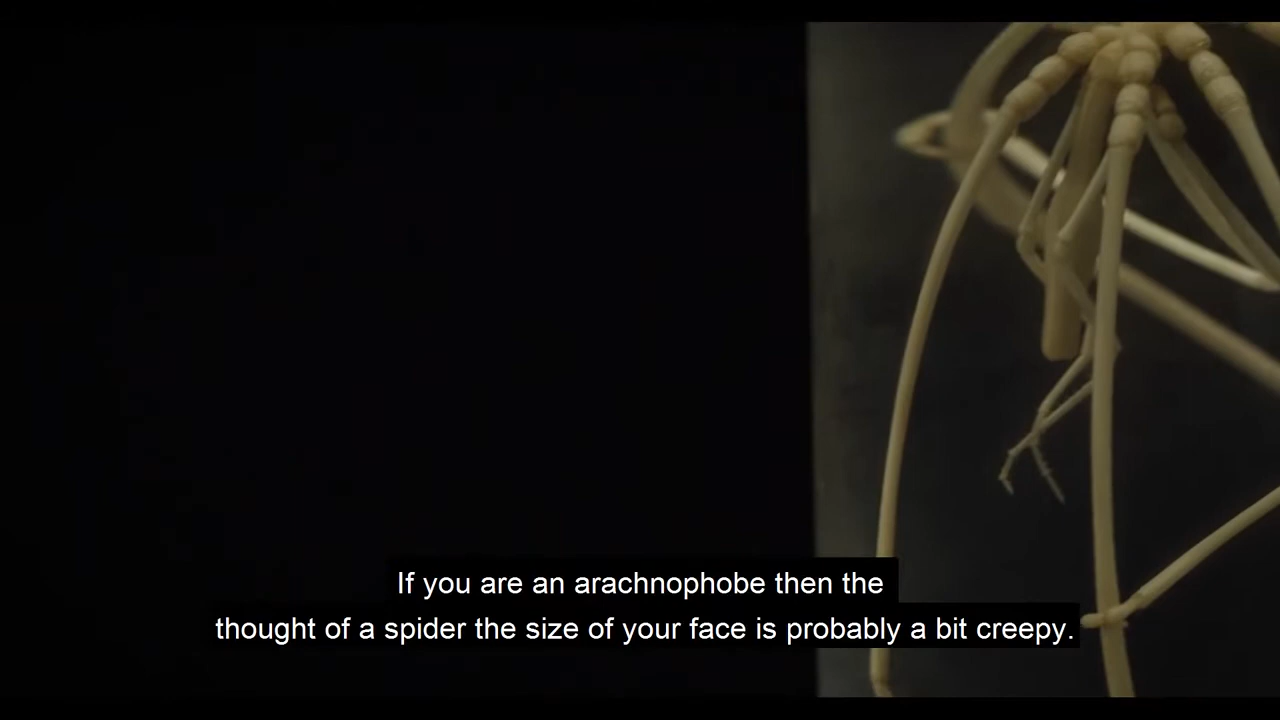 If you are an arachnophobe then the
thought of a spider the size of your face is probably a bit creepy.